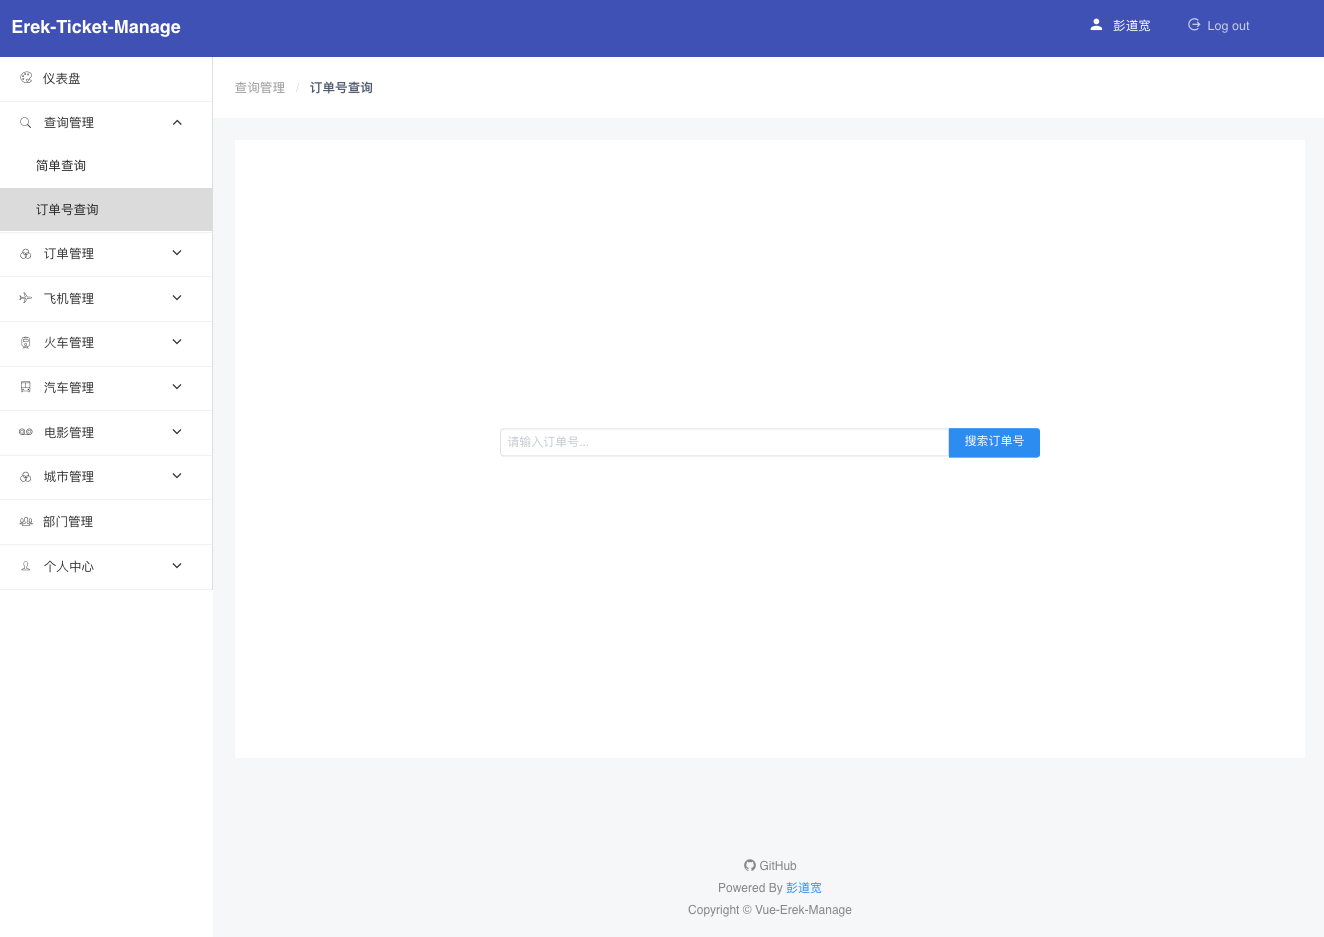 Erek-Ticket-Manage
彭道宽
Log out
仪表盘
查询管理
简单查询
订单号查询
订单管理
飞机管理
火车管理
汽车管理
电影管理
城市管理
部门管理
个人中心
查询管理 / 订单号查询
请输入订单号...
搜索订单号
GitHub
Powered By 彭道宽
Copyright © Vue-Erek-Manage